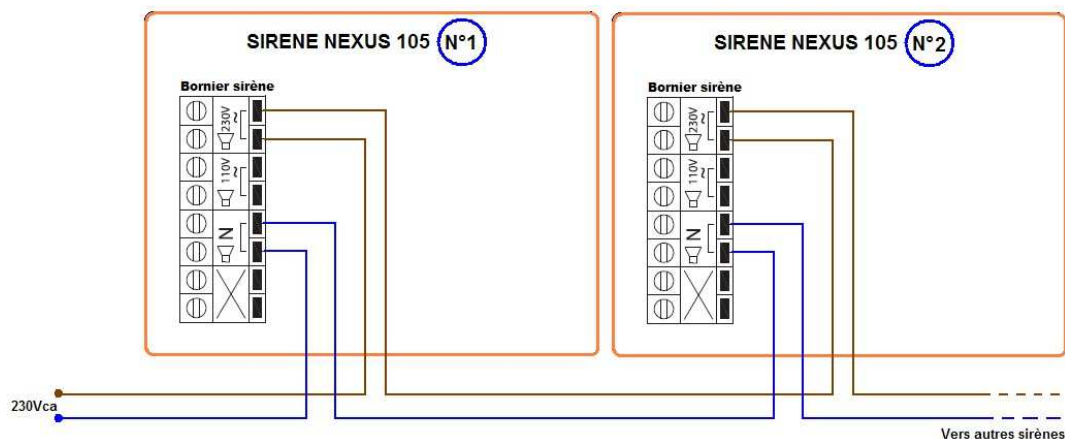 SIRENE NEXUS 105 N°1
Bornier sirène
230V ~
110V ~
N
SIRENE NEXUS 105 N°2
Bornier sirène
230V ~
110V ~
N
230Vca
Vers autres sirènes